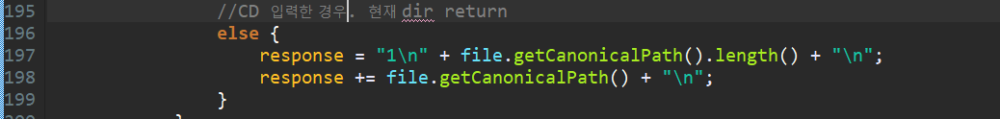 195 //CD 입력한 경우. 현재 dir return
196 else {
197 response = "1\n" + file.getCanonicalPath().length() + "\n";
198 response += file.getCanonicalPath() + "\n";
199 }